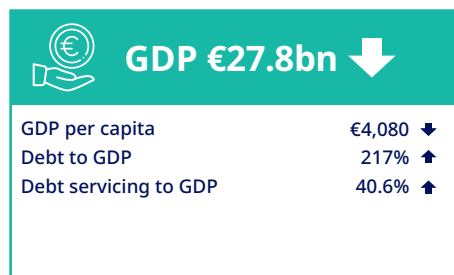 €
GDP €27.8bn
GDP per capita €4,080
Debt to GDP 217%
Debt servicing to GDP 40.6%